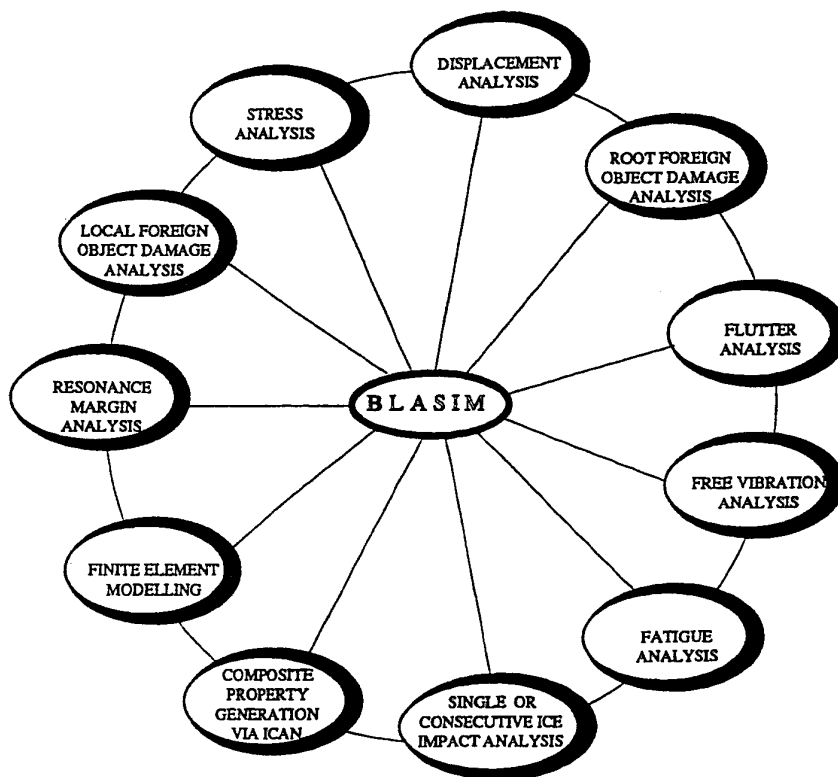 DISPLACEMENT
ANALYSIS
STRESS
ANALYSIS
ROOT FOREIGN
OBJECT DAMAGE
ANALYSIS
LOCAL FOREIGN
OBJECT DAMAGE
ANALYSIS
FLUTTER
ANALYSIS
RESONANCE
MARGIN
ANALYSIS
BLASIM
FREE VIBRATION
ANALYSIS
FINITE ELEMENT
MODELLING
FATIGUE
ANALYSIS
COMPOSITE
PROPERTY
GENERATION
VIA ICAN
SINGLE OR
CONSECUTIVE ICE
IMPACT ANALYSIS